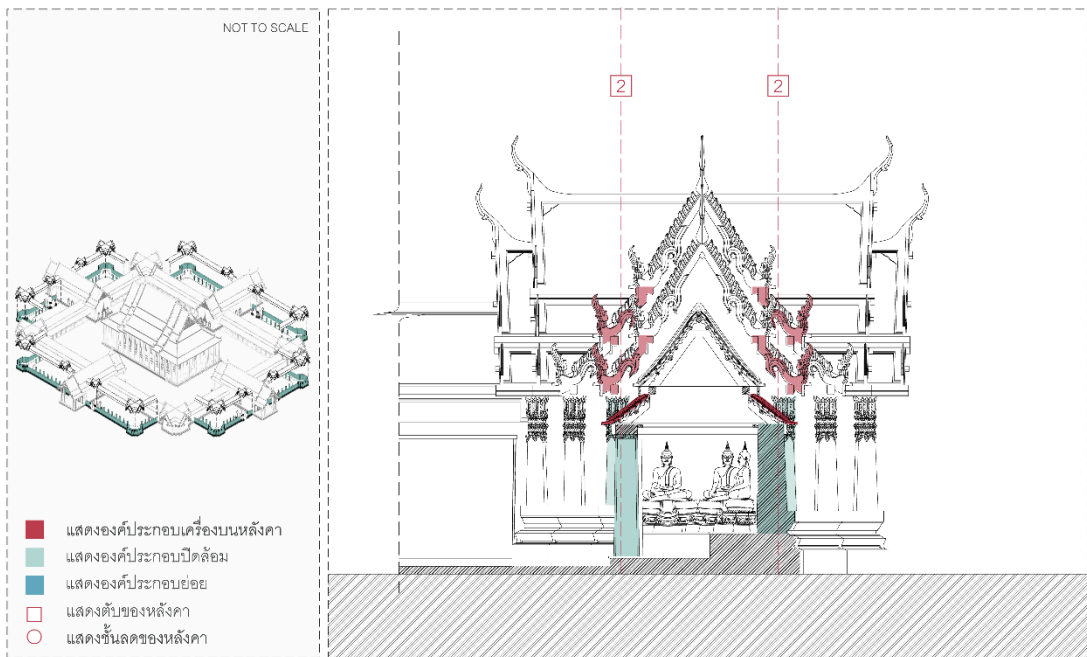 NOT TO SCALE
2 2
แสดงองค์ประกอบเครื่องบนหลังคา
แสดงองค์ประกอบปิดล้อม
แสดงองค์ประกอบย่อย
แสดงตับของหลังคา
แสดงชั้นลดของหลังคา